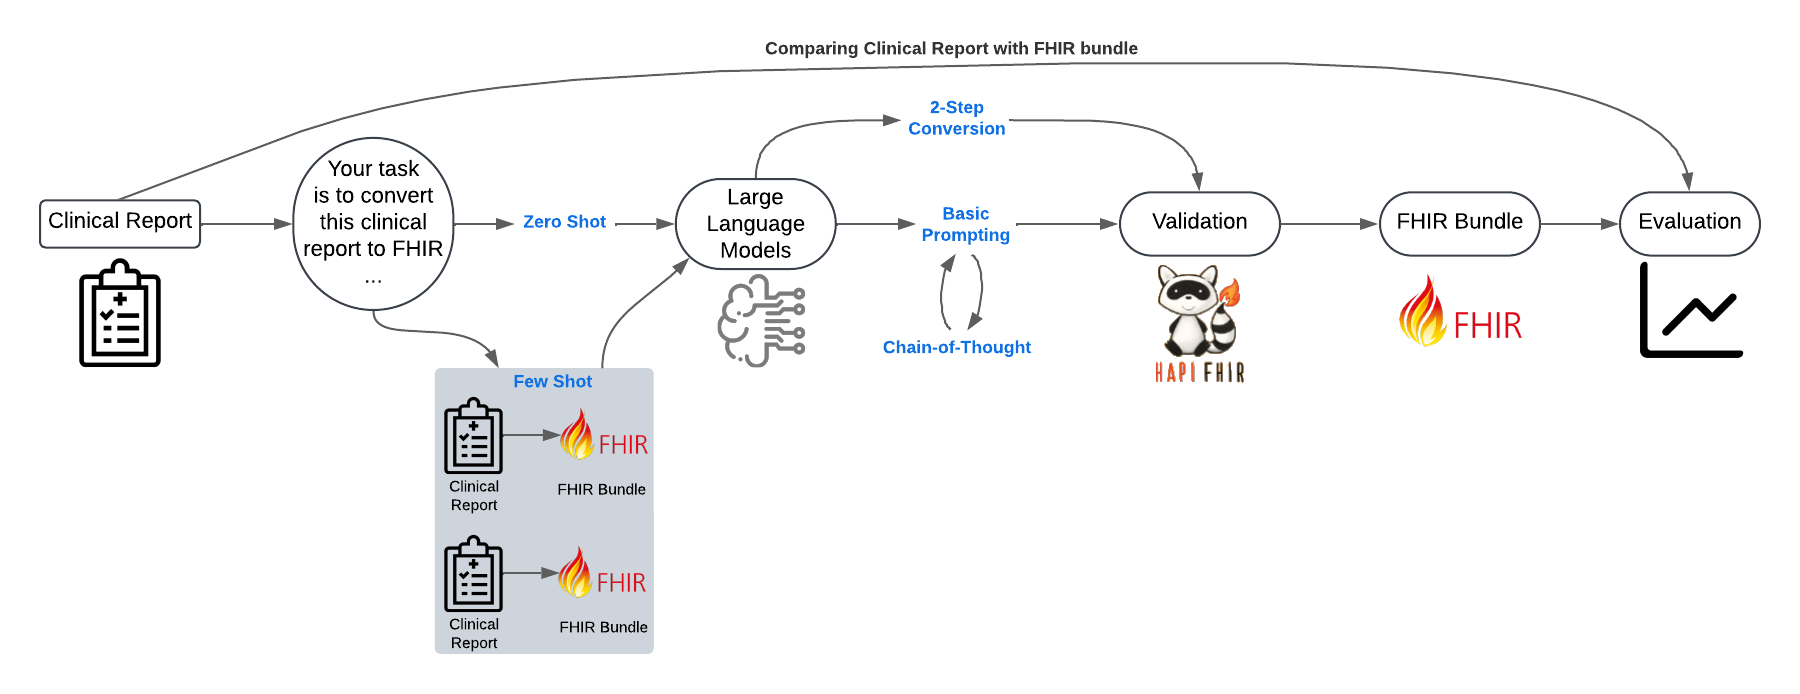 Comparing Clinical Report with FHIR bundle
2-Step
Conversion
Clinical Report
Your task
is to convert
this clinical
report to FHIR
...
Zero Shot
Large
Language
Models
Basic
Prompting
Chain-of-Thought
Validation
HAPI FHIR
FHIR Bundle
FHIR
Evaluation
Few Shot
FHIR
Clinical
Report
FHIR Bundle
FHIR
Clinical
Report
FHIR Bundle